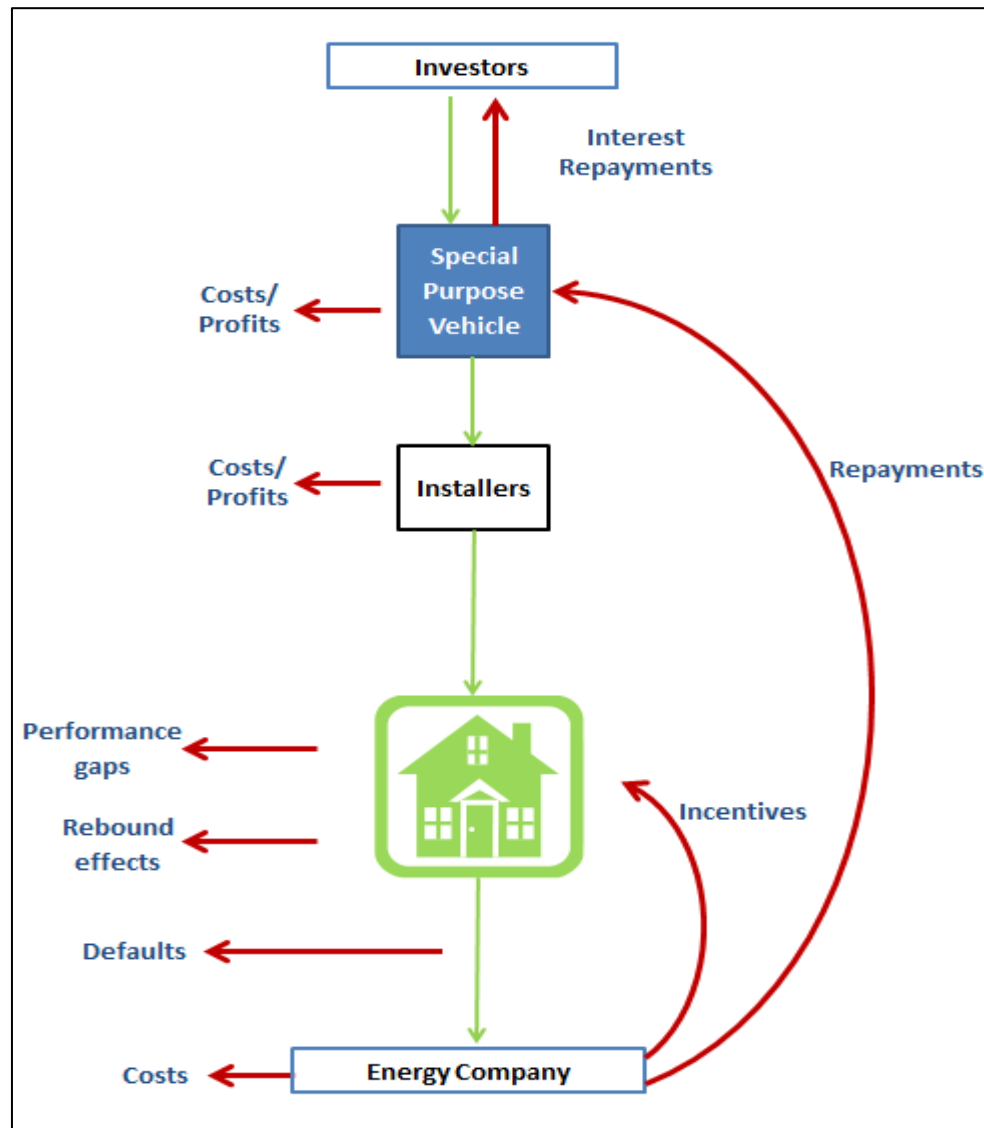 Investors
Interest
Repayments
Special
Purpose
Vehicle
Costs/
Profits
Costs/
Profits
Installers
Repayments
Performance
gaps
Incentives
Rebound
effects
Defaults
Costs
Energy Company